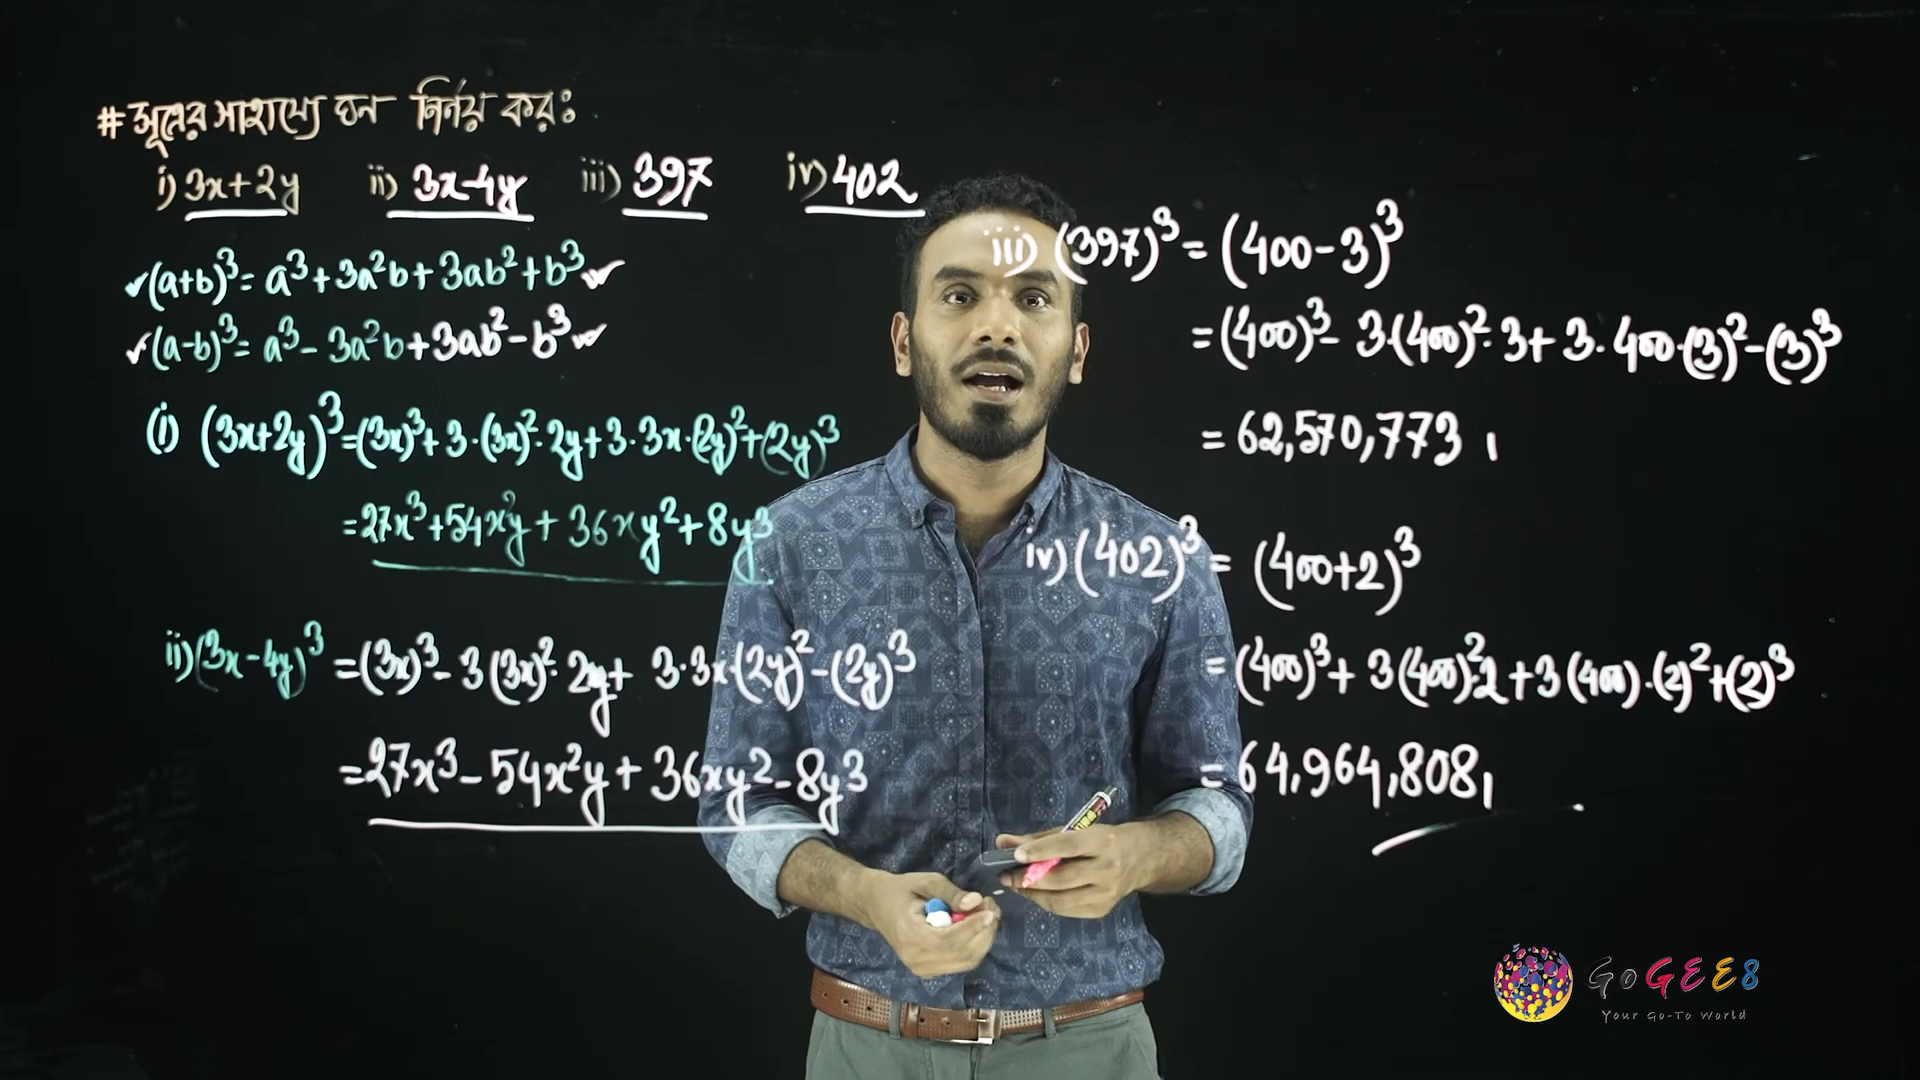 # সূত্রের সাহায্যে ঘন নির্নয় কর:
i) 3x+2y ii) 3x-4y iii) 397 iv) 402
✓(a+b)³= a³+3a²b+3ab²+b³✓
✓(a-b)³= a³-3a²b+3ab²-b³✓
(i) (3x+2y)³=(3x)³+3·(3x)²·2y+3·3x·(2y)²+(2y)³
=27x³+54x²y+36xy²+8y³
ii)(3x-4y)³=(3x)³-3(3x)²·2y+3·3x·(2y)²-(2y)³
=27x³-54x²y+36xy²-8y³
iii) (397)³=(400-3)³
=(400)³-3·(400)²·3+3·400·(3)²-(3)³
=62,570,773।
iv)(402)³=(400+2)³
=(400)³+3(400)²·2+3(400)·(2)²+(2)³
=64,964,808।
GoGEE8
Your Go-To World